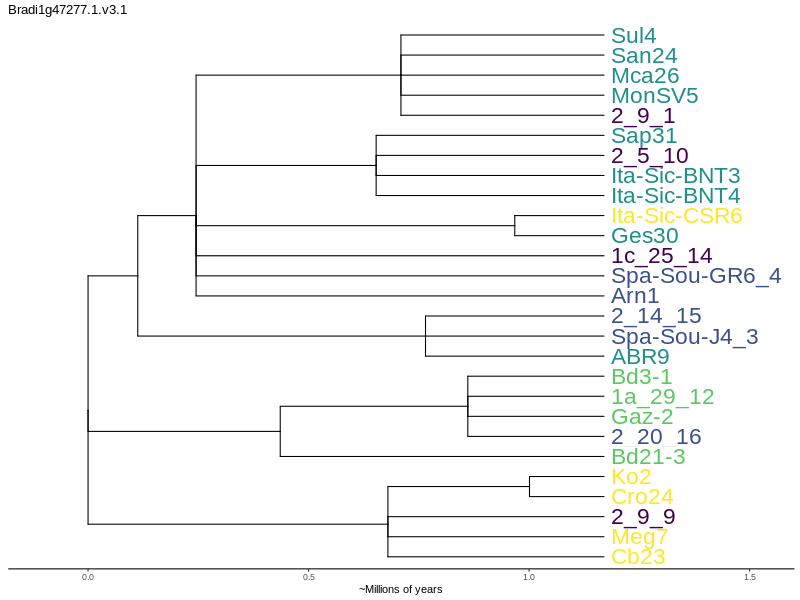 Bradi1g47277.1.v3.1
Sul4
San24
Mca26
MonSV5
2_9_1
Sap31
2_5_10
Ita-Sic-BNT3
Ita-Sic-BNT4
Ita-Sic-CSR6
Ges30
1c_25_14
Spa-Sou-GR6_4
Arn1
2_14_15
Spa-Sou-J4_3
ABR9
Bd3-1
1a_29_12
Gaz-2
2_20_16
Bd21-3
Ko2
Cro24
2_9_9
Meg7
Cb23
0.0 0.5 1.0 1.5
~Millions of years